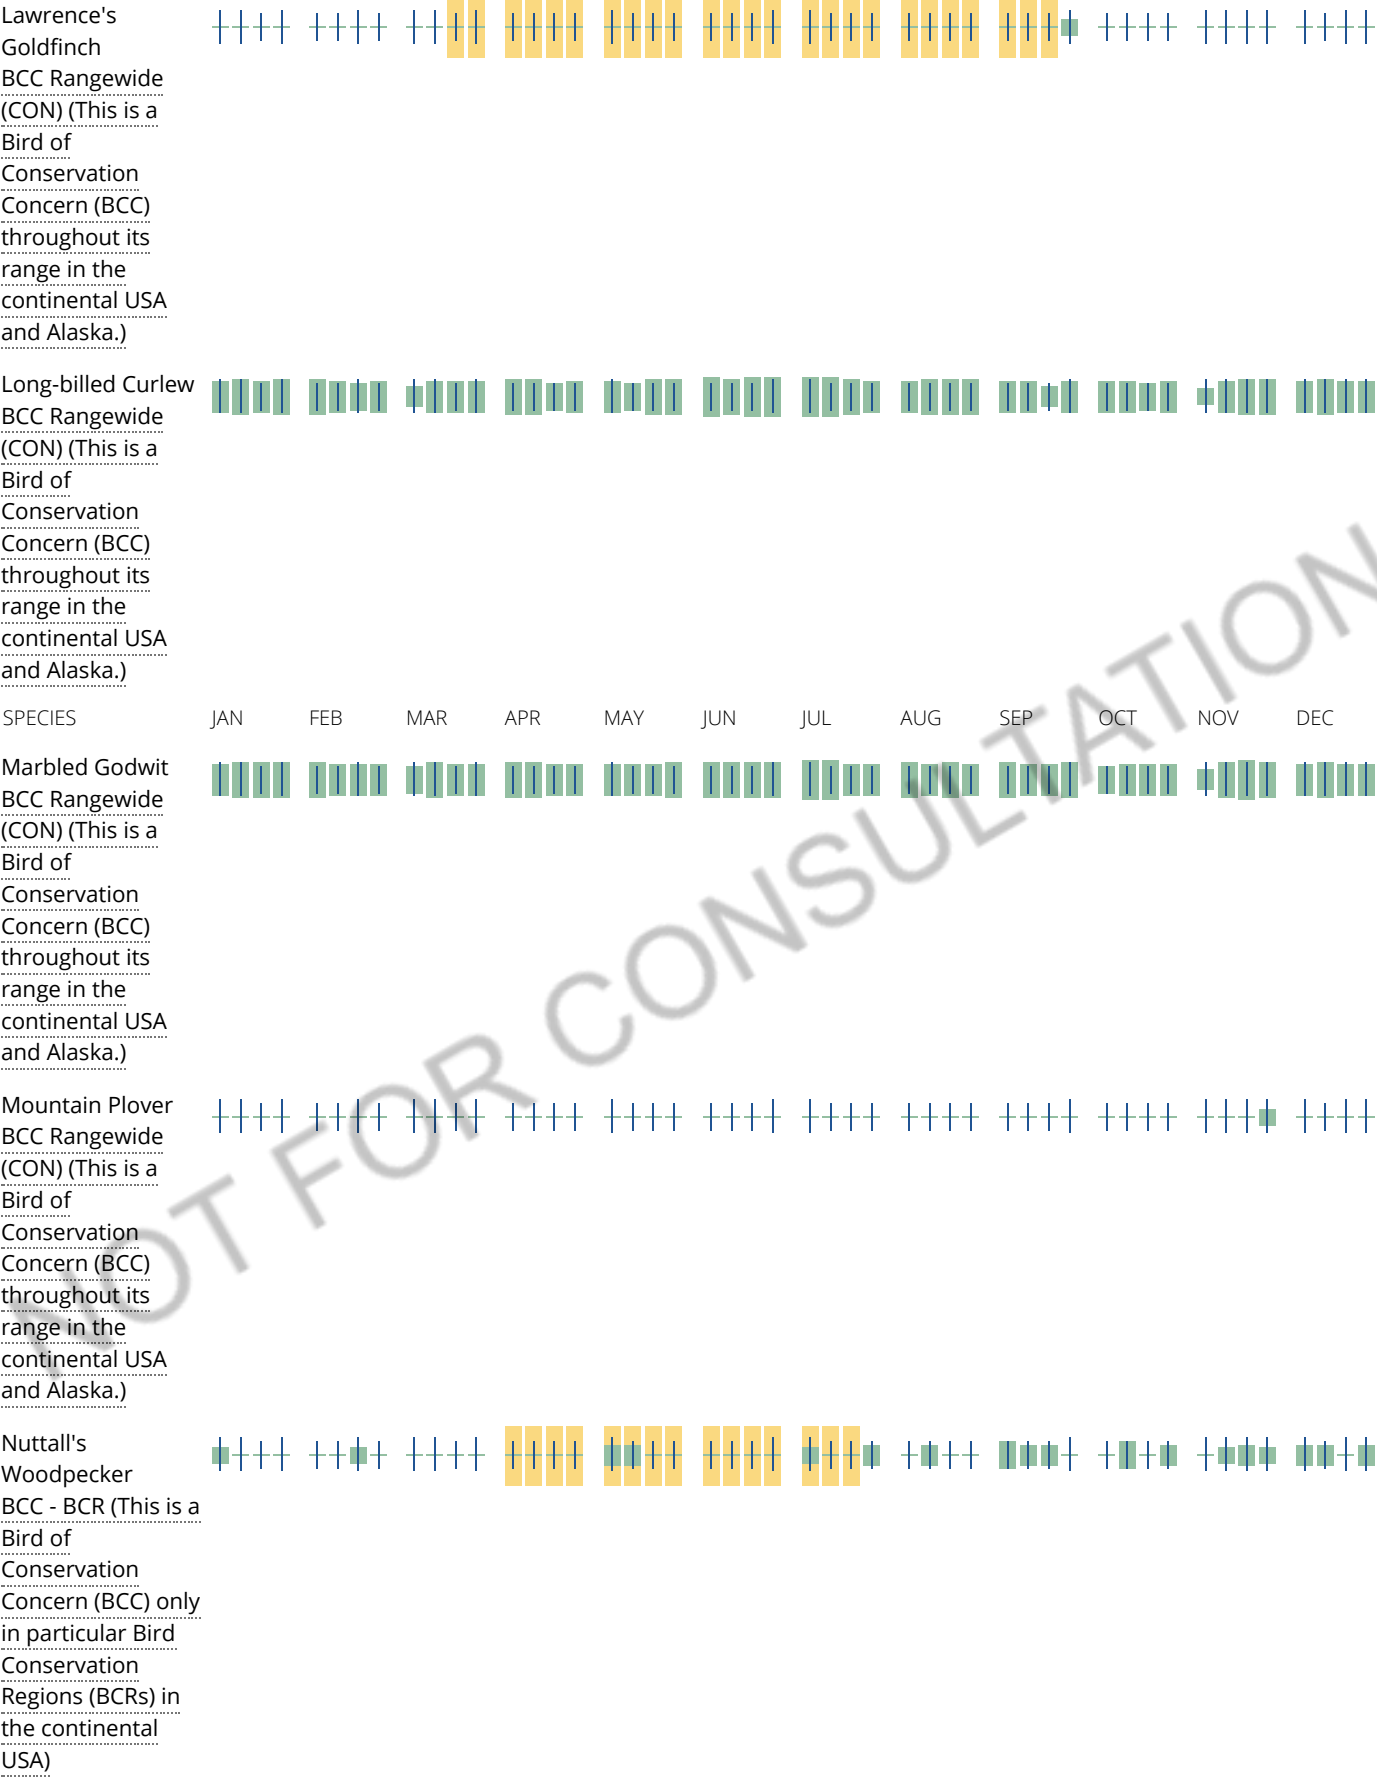 Lawrence's
Goldfinch
BCC Rangewide
(CON) (This is a
Bird of
Conservation
Concern (BCC)
throughout its
range in the
continental USA
and Alaska.)
Long-billed Curlew
BCC Rangewide
(CON) (This is a
Bird of
Conservation
Concern (BCC)
throughout its
range in the
continental USA
and Alaska.)
SPECIES JAN FEB MAR APR MAY JUN JUL AUG SEP OCT NOV DEC
Marbled Godwit
BCC Rangewide
(CON) (This is a
Bird of
Conservation
Concern (BCC)
throughout its
range in the
continental USA
and Alaska.)
Mountain Plover
BCC Rangewide
(CON) (This is a
Bird of
Conservation
Concern (BCC)
throughout its
range in the
continental USA
and Alaska.)
Nuttall's
Woodpecker
BCC - BCR (This is a
Bird of
Conservation
Concern (BCC) only
in particular Bird
Conservation
Regions (BCRs) in
the continental
USA)
NOT FOR CONSULTATION